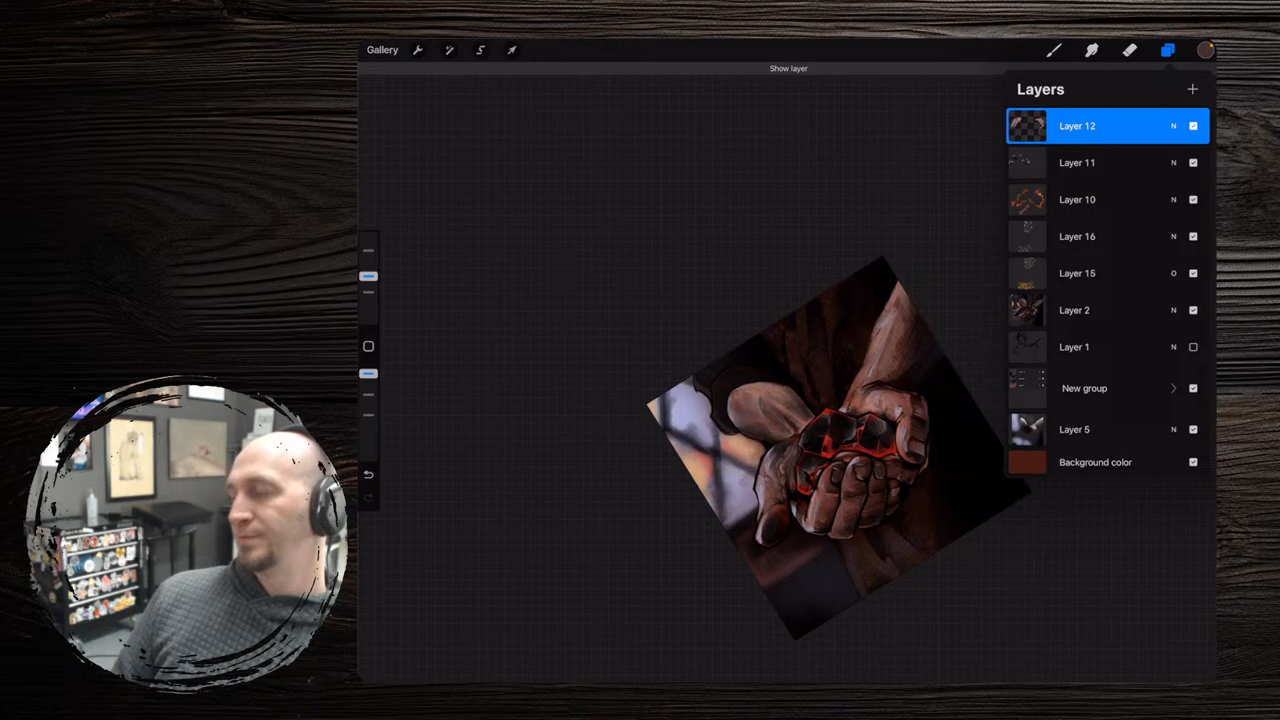 Gallery
Show layer
Layers
Layer 12 N
Layer 11 N
Layer 10 N
Layer 16 N
Layer 15 O
Layer 2 N
Layer 1 N
New group
Layer 5 N
Background color